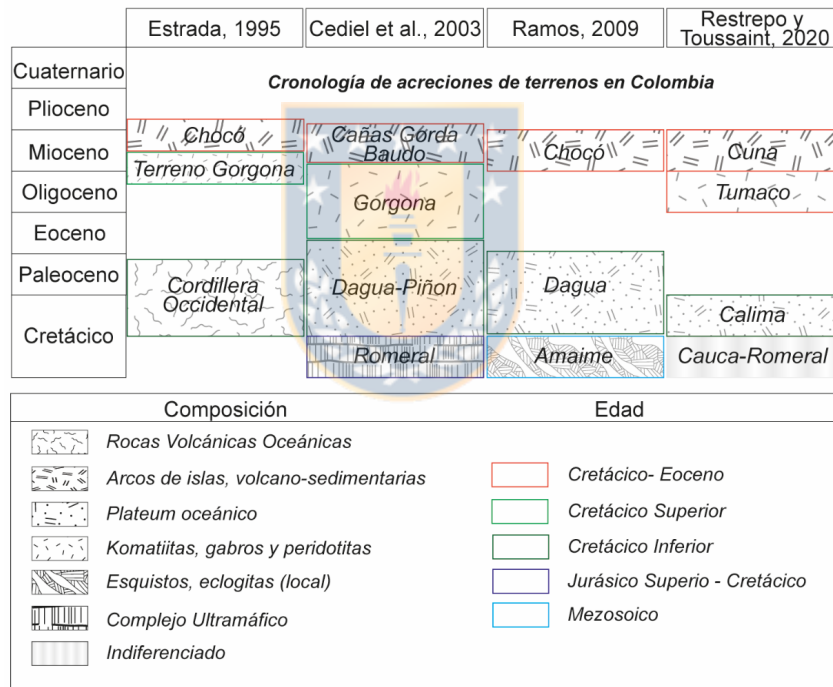 Estrada, 1995
Cediel et al., 2003
Ramos, 2009
Restrepo y
Toussaint, 2020
Cuaternario
Cronología de acreciones de terrenos en Colombia
Plioceno
Mioceno
Oligoceno
Eoceno
Paleoceno
Cretácico
Chocó
Terreno Gorgona
Cordillera
Occidental
Cañas Gorda
Baudo
Gorgona
Dagua-Piñon
Romeral
Chocó
Dagua
Amaime
Cuna
Tumaco
Calima
Cauca-Romeral
Composición
Rocas Volcánicas Oceánicas
Arcos de islas, volcano-sedimentarias
Plateum oceánico
Komatiitas, gabros y peridotitas
Esquistos, eclogitas (local)
Complejo Ultramáfico
Indiferenciado
Edad
Cretácico- Eoceno
Cretácico Superior
Cretácico Inferior
Jurásico Superio - Cretácico
Mezosoico